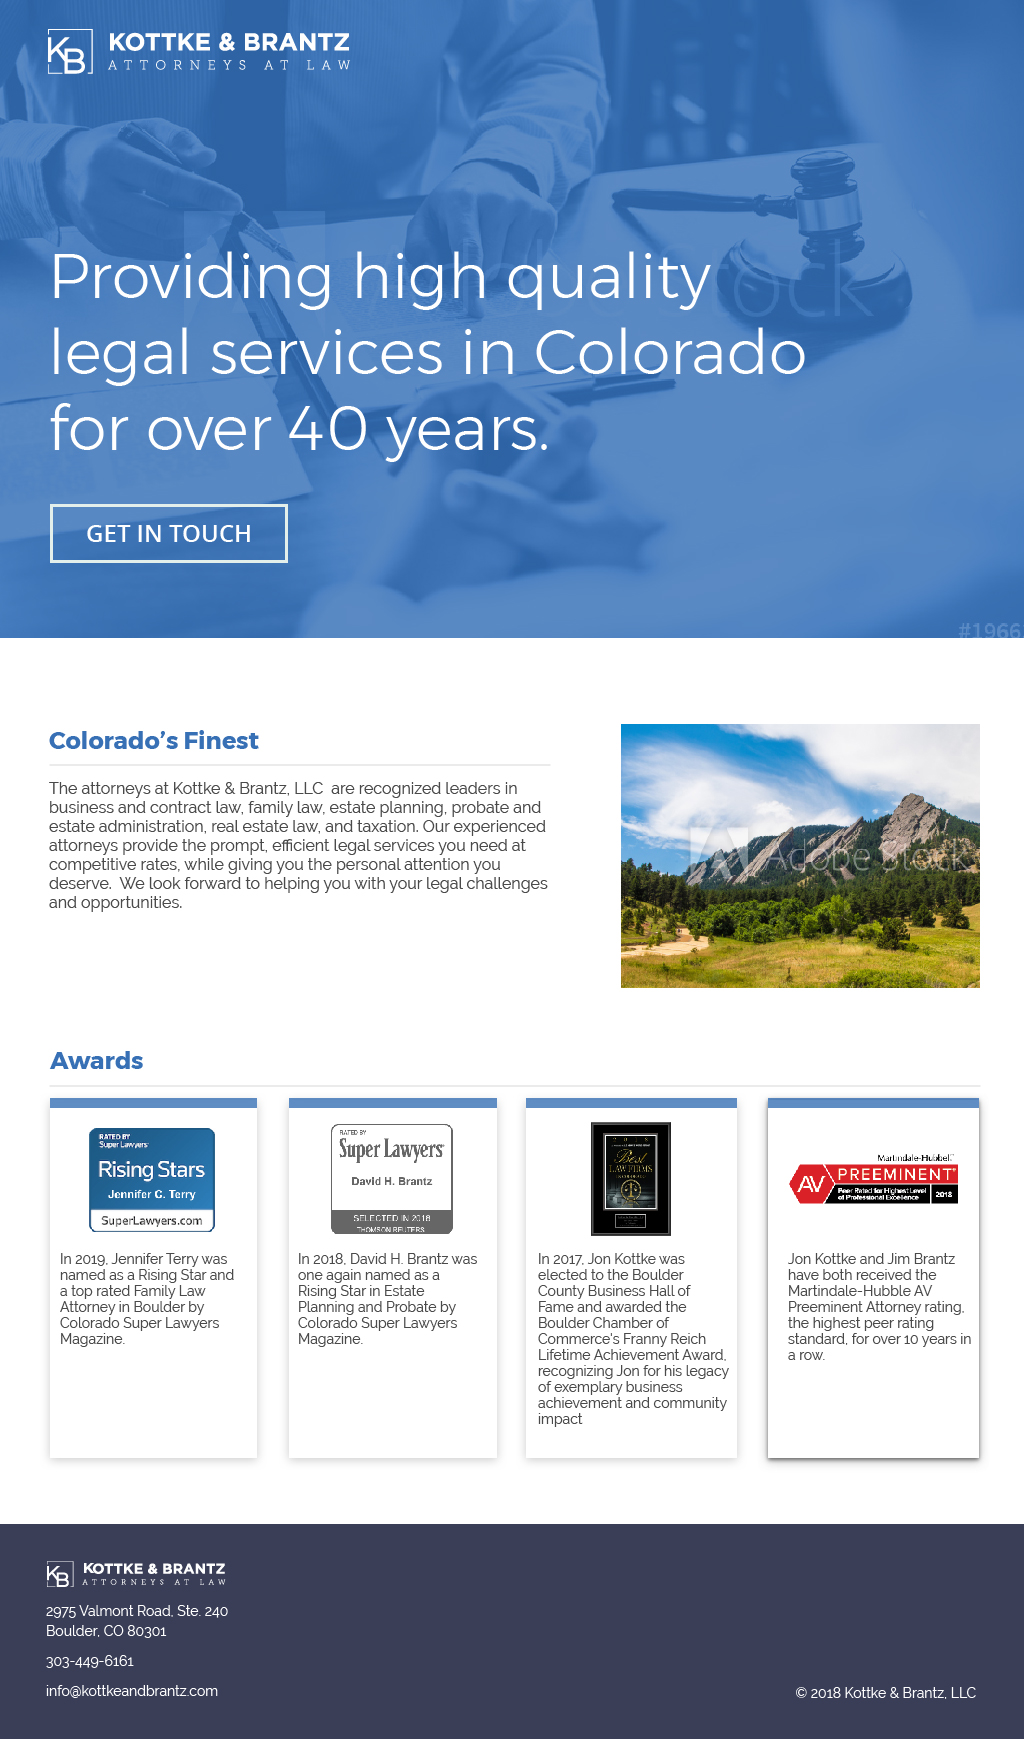 KB
KOTTKE & BRANTZ
ATTORNEYS AT LAW
Providing high quality
legal services in Colorado
for over 40 years.
GET IN TOUCH
#1966
Colorado’s Finest
The attorneys at Kottke & Brantz, LLC  are recognized leaders in
business and contract law, family law, estate planning, probate and
estate administration, real estate law, and taxation. Our experienced
attorneys provide the prompt, efficient legal services you need at
competitive rates, while giving you the personal attention you
deserve.  We look forward to helping you with your legal challenges
and opportunities.
Adobe Stock
Awards
RATED BY
Super Lawyers
Rising Stars
Jennifer C. Terry
SuperLawyers.com
In 2019, Jennifer Terry was
named as a Rising Star and
a top rated Family Law
Attorney in Boulder by
Colorado Super Lawyers
Magazine.
RATED BY
Super Lawyers
David H. Brantz
SELECTED IN 2018
THOMSON REUTERS
In 2018, David H. Brantz was
one again named as a
Rising Star in Estate
Planning and Probate by
Colorado Super Lawyers
Magazine.
Best
LAW FIRMS
In 2017, Jon Kottke was
elected to the Boulder
County Business Hall of
Fame and awarded the
Boulder Chamber of
Commerce's Franny Reich
Lifetime Achievement Award,
recognizing Jon for his legacy
of exemplary business
achievement and community
impact
Martindale-Hubbell™
AV PREEMINENT®
Peer Rated for Highest Level
of Professional Excellence
2018
Jon Kottke and Jim Brantz
have both received the
Martindale-Hubble AV
Preeminent Attorney rating,
the highest peer rating
standard, for over 10 years in
a row.
KB
KOTTKE & BRANTZ
ATTORNEYS AT LAW
2975 Valmont Road, Ste. 240
Boulder, CO 80301
303-449-6161
info@kottkeandbrantz.com
© 2018 Kottke & Brantz, LLC